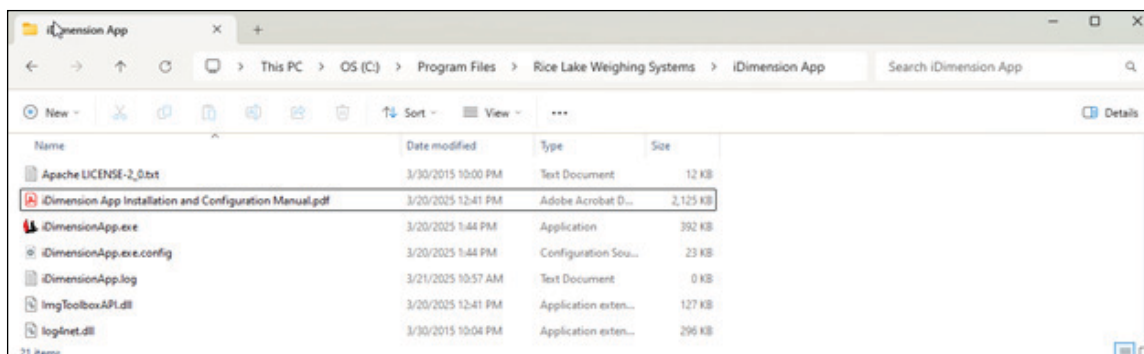 iDimension App
This PC > OS (C:) > Program Files > Rice Lake Weighing Systems > iDimension App Search iDimension App
New Sort View ... Details
Name Date modified Type Size
Apache LICENSE-2_0.txt 3/30/2015 10:00 PM Text Document 12 KB
iDimension App Installation and Configuration Manual.pdf 3/20/2025 12:41 PM Adobe Acrobat D... 2,125 KB
iDimensionApp.exe 3/20/2025 1:44 PM Application 392 KB
iDimensionApp.exe.config 3/20/2025 1:44 PM Configuration Sou... 23 KB
iDimensionApp.log 3/21/2025 10:57 AM Text Document 0 KB
ImgToolboxAPI.dll 3/20/2025 12:41 PM Application exten... 127 KB
log4net.dll 3/30/2015 10:04 PM Application exten... 296 KB
21 items